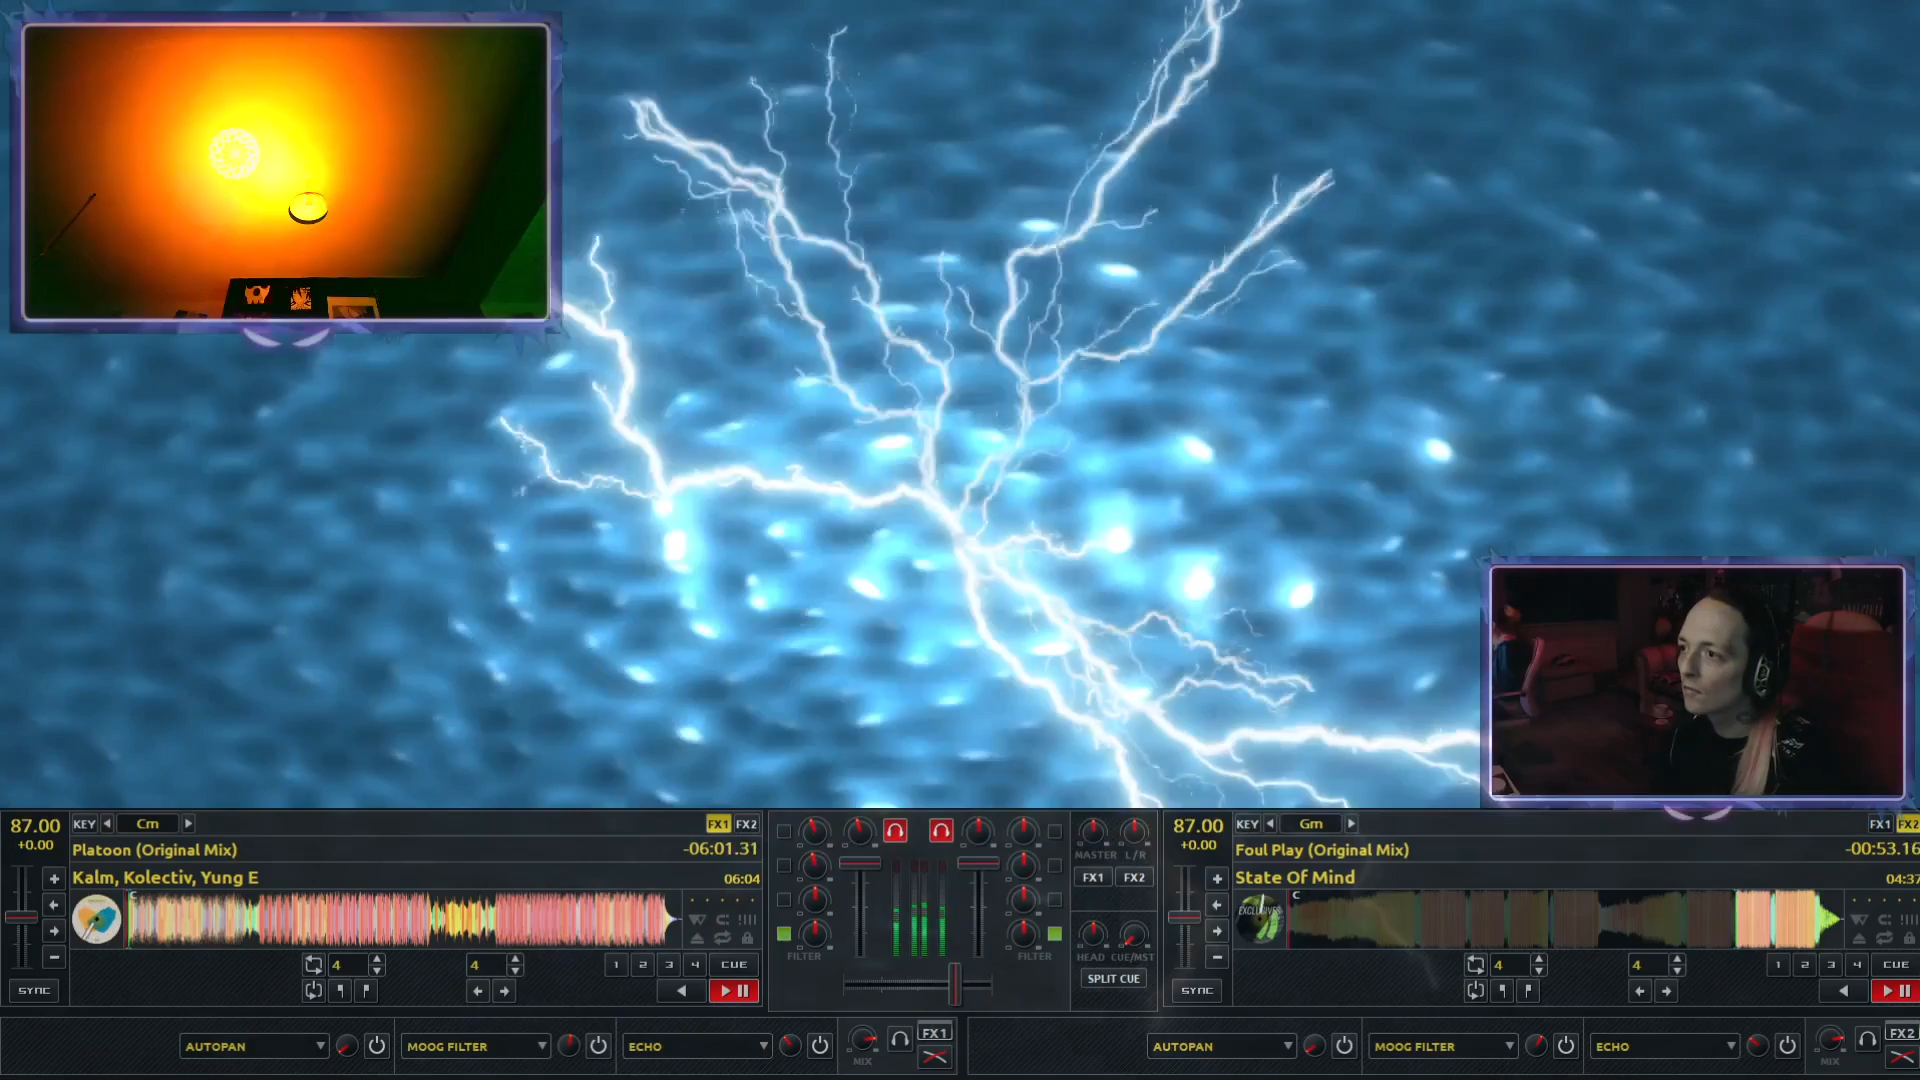 87.00
+0.00
KEY Cm FX1 FX2
Platoon (Original Mix) -06:01.31
Kalm, Kolectiv, Yung E 06:04
C
4 4 1 2 3 4 CUE
SYNC
FILTER FILTER
MASTER L/R
FX1 FX2
HEAD CUE/MST
SPLIT CUE
87.00
+0.00
KEY Gm FX1 FX2
Foul Play (Original Mix) -00:53.16
State Of Mind 04:37
EXCLUSIVES
C
4 4 1 2 3 4 CUE
SYNC
AUTOPAN MOOG FILTER ECHO MIX FX1
AUTOPAN MOOG FILTER ECHO MIX FX2